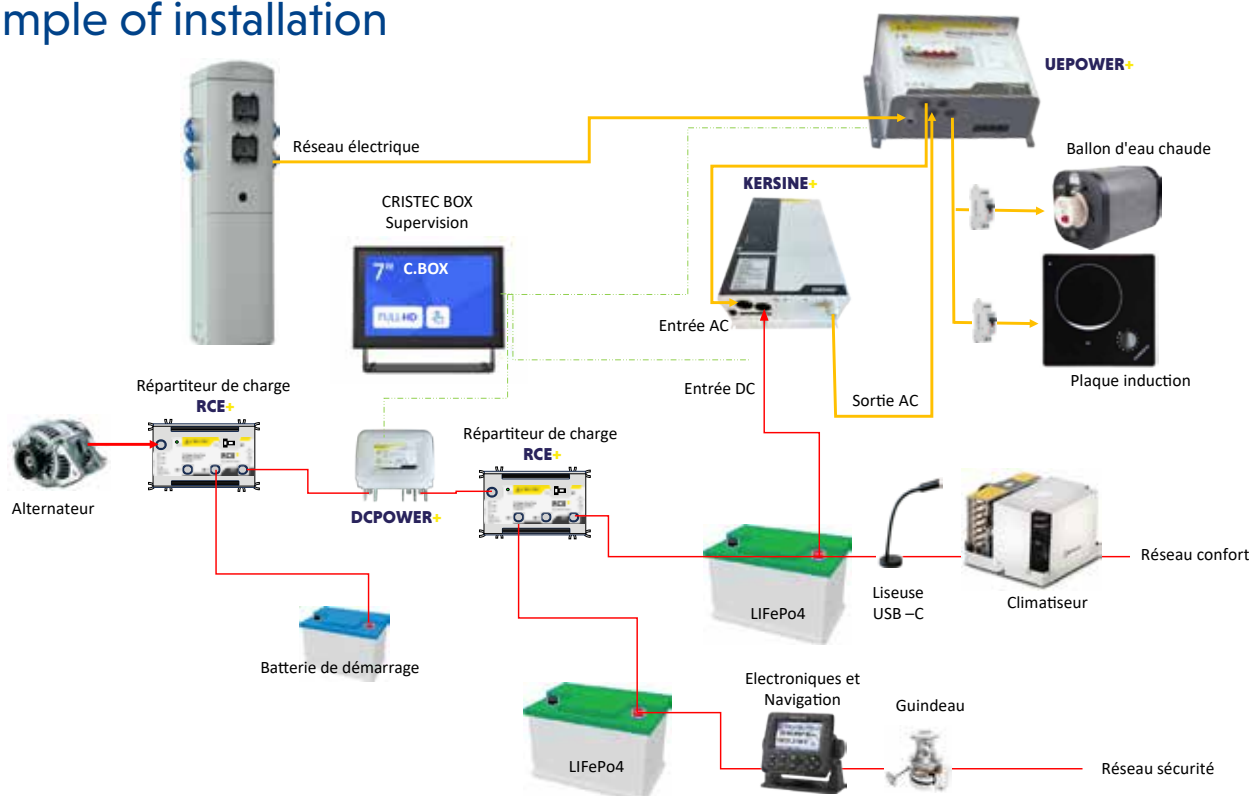 mple of installation
UEPOWER+
Réseau électrique
Ballon d'eau chaude
KERSINE+
CRISTEC BOX
Supervision
7" C.BOX
FULL HD
Entrée AC
Entrée DC
Sortie AC
Plaque induction
Répartiteur de charge
RCE+
Répartiteur de charge
RCE+
Alternateur
DCPOWER+
RCE+
RCE+
Réseau confort
LIFePo4
Liseuse
USB –C
Climatiseur
Batterie de démarrage
Electroniques et
Navigation
Guindeau
LIFePo4
Réseau sécurité